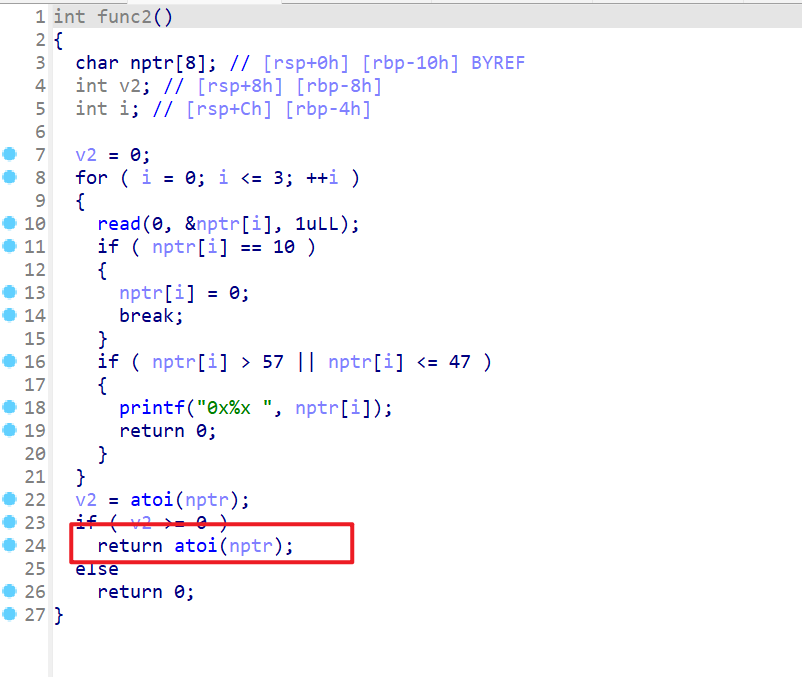 1 int func2()
2 {
3   char nptr[8]; // [rsp+0h] [rbp-10h] BYREF
4   int v2; // [rsp+8h] [rbp-8h]
5   int i; // [rsp+Ch] [rbp-4h]
6
7   v2 = 0;
8   for ( i = 0; i <= 3; ++i )
9   {
10     read(0, &nptr[i], 1uLL);
11     if ( nptr[i] == 10 )
12     {
13       nptr[i] = 0;
14       break;
15     }
16     if ( nptr[i] > 57 || nptr[i] <= 47 )
17     {
18       printf("0x%x ", nptr[i]);
19       return 0;
20     }
21   }
22   v2 = atoi(nptr);
23   if ( v2 >= 0 )
24     return atoi(nptr);
25   else
26     return 0;
27 }